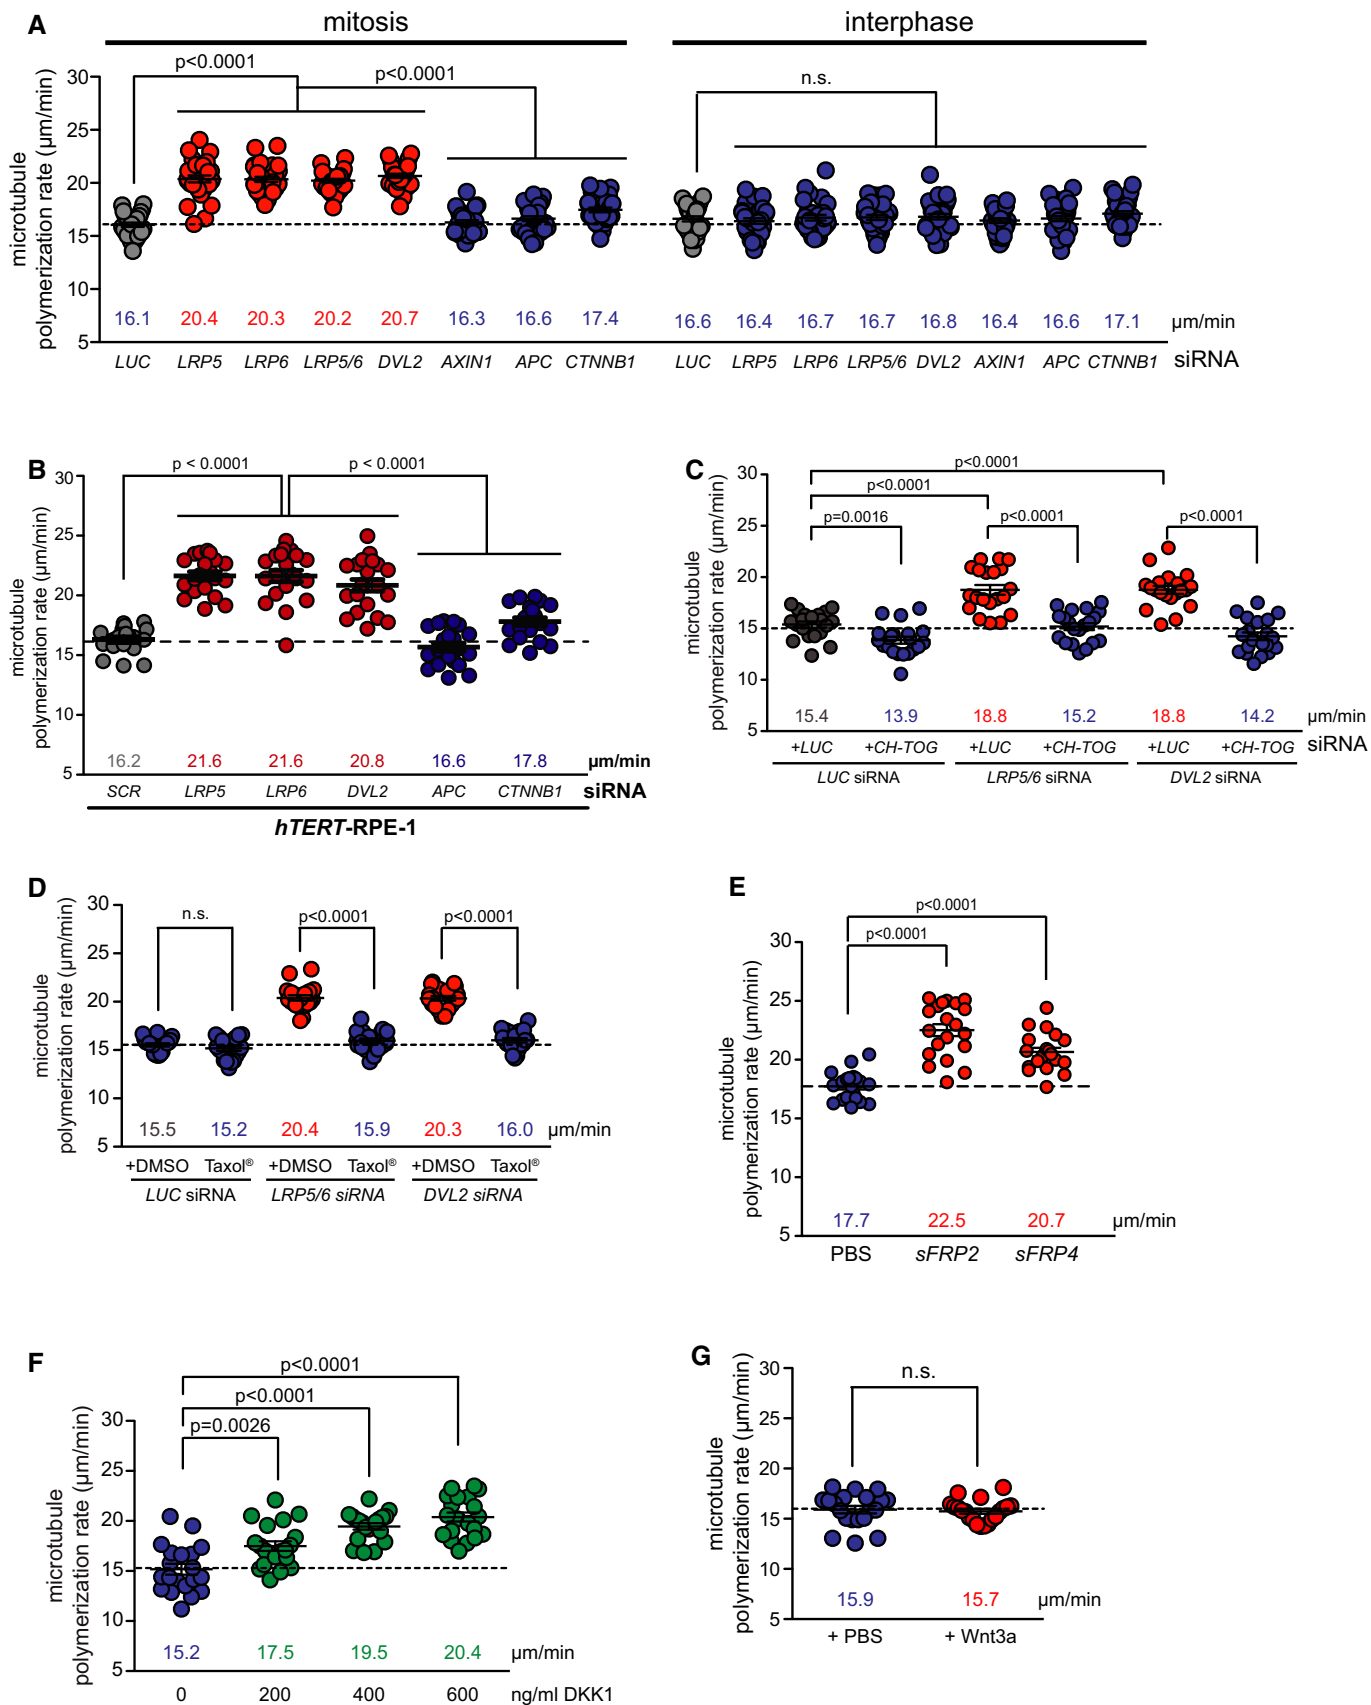 A
mitosis
interphase
p<0.0001
p<0.0001
n.s.
microtubule
polymerization rate (µm/min)
30
25
20
15
10
5
16.1 20.4 20.3 20.2 20.7 16.3 16.6 17.4 16.6 16.4 16.7 16.7 16.8 16.4 16.6 17.1 µm/min
LUC LRP5 LRP6 LRP5/6 DVL2 AXIN1 APC CTNNB1 LUC LRP5 LRP6 LRP5/6 DVL2 AXIN1 APC CTNNB1 siRNA
B
p < 0.0001
p < 0.0001
microtubule
polymerization rate (µm/min)
30
25
20
15
10
5
16.2 21.6 21.6 20.8 16.6 17.8 µm/min
SCR LRP5 LRP6 DVL2 APC CTNNB1 siRNA
hTERT-RPE-1
C
p<0.0001
p<0.0001
p=0.0016
p<0.0001
p<0.0001
microtubule
polymerization rate (µm/min)
30
25
20
15
10
5
15.4 13.9 18.8 15.2 18.8 14.2 µm/min
+LUC +CH-TOG +LUC +CH-TOG +LUC +CH-TOG siRNA
LUC siRNA LRP5/6 siRNA DVL2 siRNA
D
n.s.
p<0.0001
p<0.0001
microtubule
polymerization rate (µm/min)
30
25
20
15
10
5
15.5 15.2 20.4 15.9 20.3 16.0 µm/min
+DMSO Taxol® +DMSO Taxol® +DMSO Taxol®
LUC siRNA LRP5/6 siRNA DVL2 siRNA
E
p<0.0001
p<0.0001
microtubule
polymerization rate (µm/min)
30
25
20
15
10
5
17.7 22.5 20.7 µm/min
PBS sFRP2 sFRP4
F
p<0.0001
p<0.0001
p=0.0026
microtubule
polymerization rate (µm/min)
30
25
20
15
10
5
15.2 17.5 19.5 20.4 µm/min
0 200 400 600 ng/ml DKK1
G
n.s.
microtubule
polymerization rate (µm/min)
30
25
20
15
10
5
15.9 15.7 µm/min
+ PBS + Wnt3a